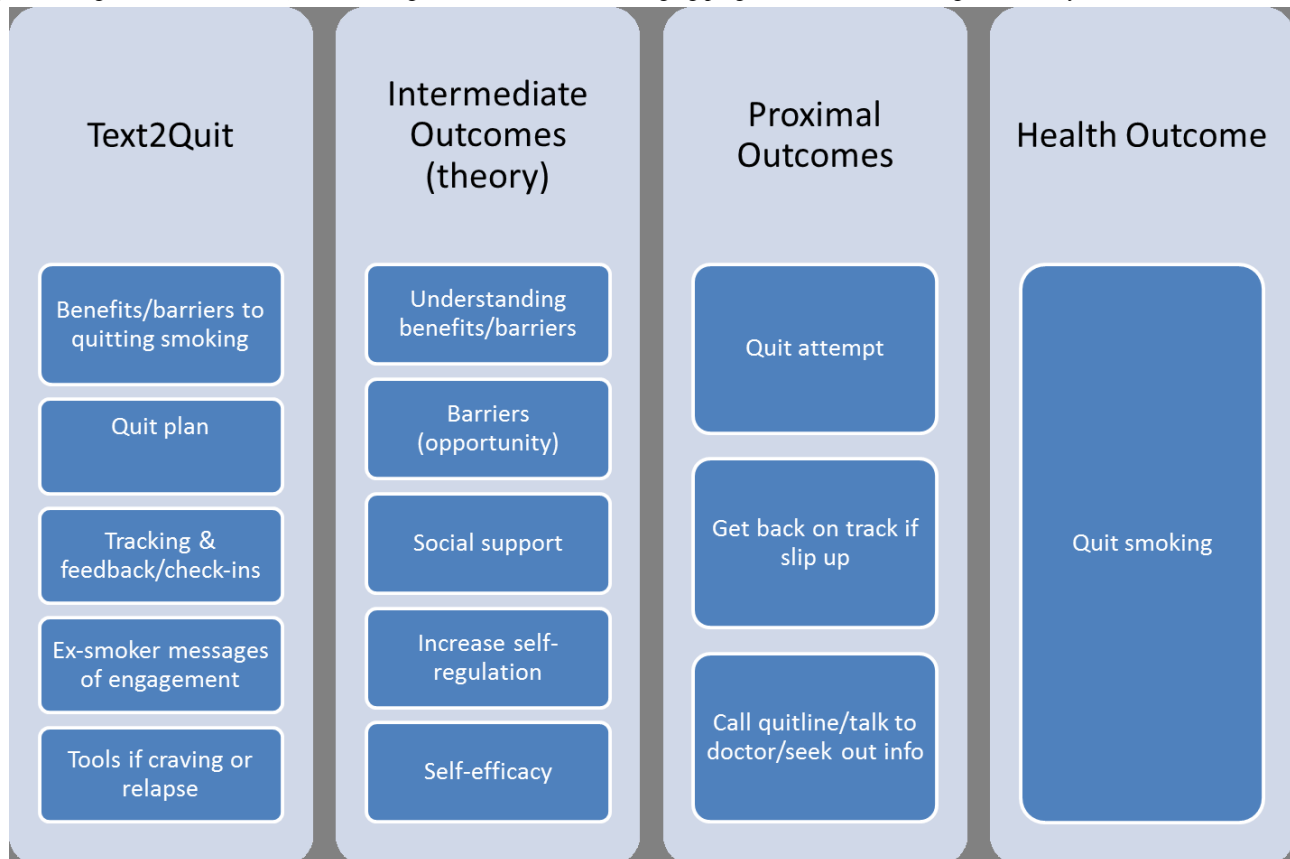 Text2Quit
Benefits/barriers to
quitting smoking
Quit plan
Tracking &
feedback/check-ins
Ex-smoker messages
of engagement
Tools if craving or
relapse
Intermediate
Outcomes
(theory)
Understanding
benefits/barriers
Barriers
(opportunity)
Social support
Increase self-
regulation
Self-efficacy
Proximal
Outcomes
Quit attempt
Get back on track if
slip up
Call quitline/talk to
doctor/seek out info
Health Outcome
Quit smoking